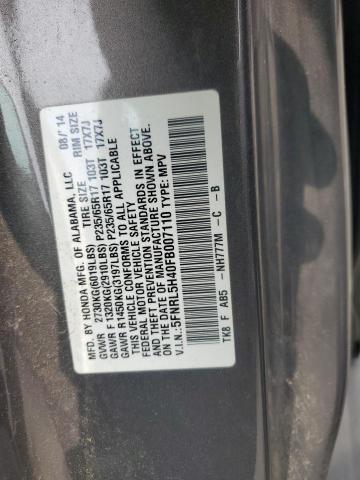 MFD. BY HONDA MFG. OF ALABAMA, LLC 08/'14
GVWR 2730KG(6019LBS) TIRE SIZE RIM SIZE
GAWR F 1320KG(2910LBS) P235/65R17 103T 17X7J
GAWR R 1450KG(3197LBS) P235/65R17 103T 17X7J
THIS VEHICLE CONFORMS TO ALL APPLICABLE
FEDERAL MOTOR VEHICLE SAFETY, BUMPER, AND
THEFT PREVENTION STANDARDS IN EFFECT ON
THE DATE OF MANUFACTURE SHOWN ABOVE.
V.I.N.: 5FNRL5H40FB007110 TYPE: MPV
TK8 F AB5 -NH777M -C -B